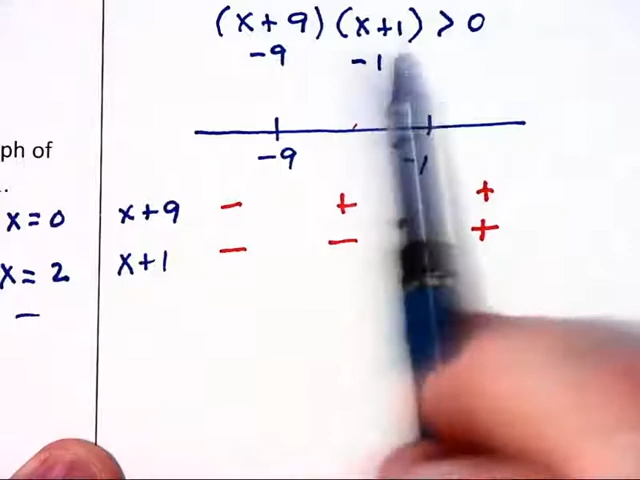 (x+9)(x+1) > 0
-9 -1
-9 -1
ph of
..
x=0
x=2
−
x+9 − + +
x+1 − − +